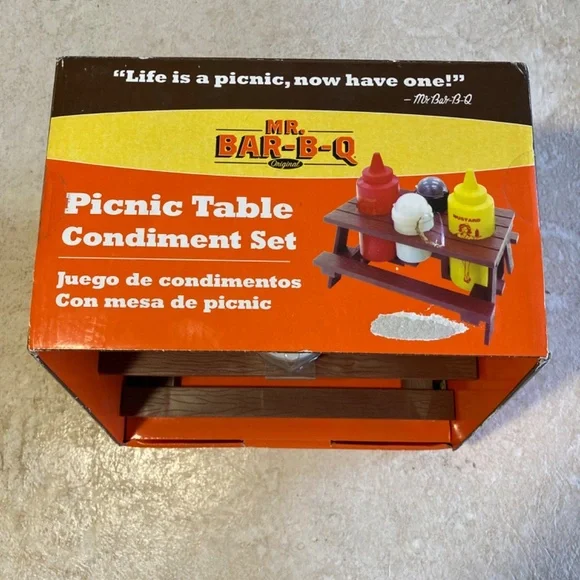 “Life is a picnic, now have one!”
— Mr Bar-B-Q
MR.
BAR-B-Q
Original
Picnic Table
Condiment Set
Juego de condimentos
Con mesa de picnic
MUSTARD